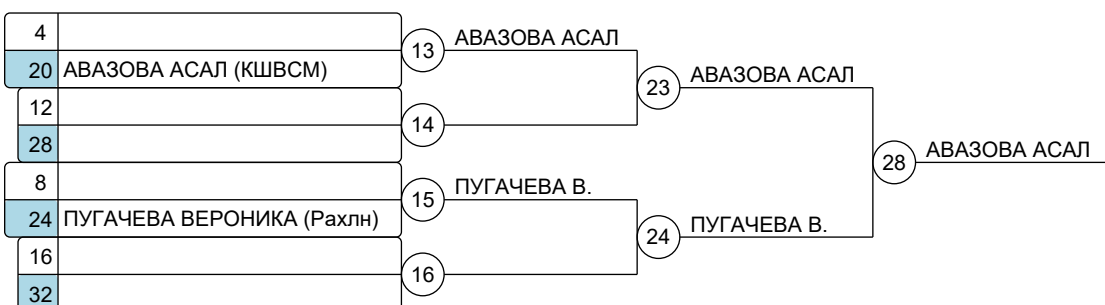 4
13 АВАЗОВА АСАЛ
20 АВАЗОВА АСАЛ (КШВСМ)
23 АВАЗОВА АСАЛ
12
14
28
28 АВАЗОВА АСАЛ
8
15 ПУГАЧЕВА В.
24 ПУГАЧЕВА ВЕРОНИКА (Рахлн)
24 ПУГАЧЕВА В.
16
16
32